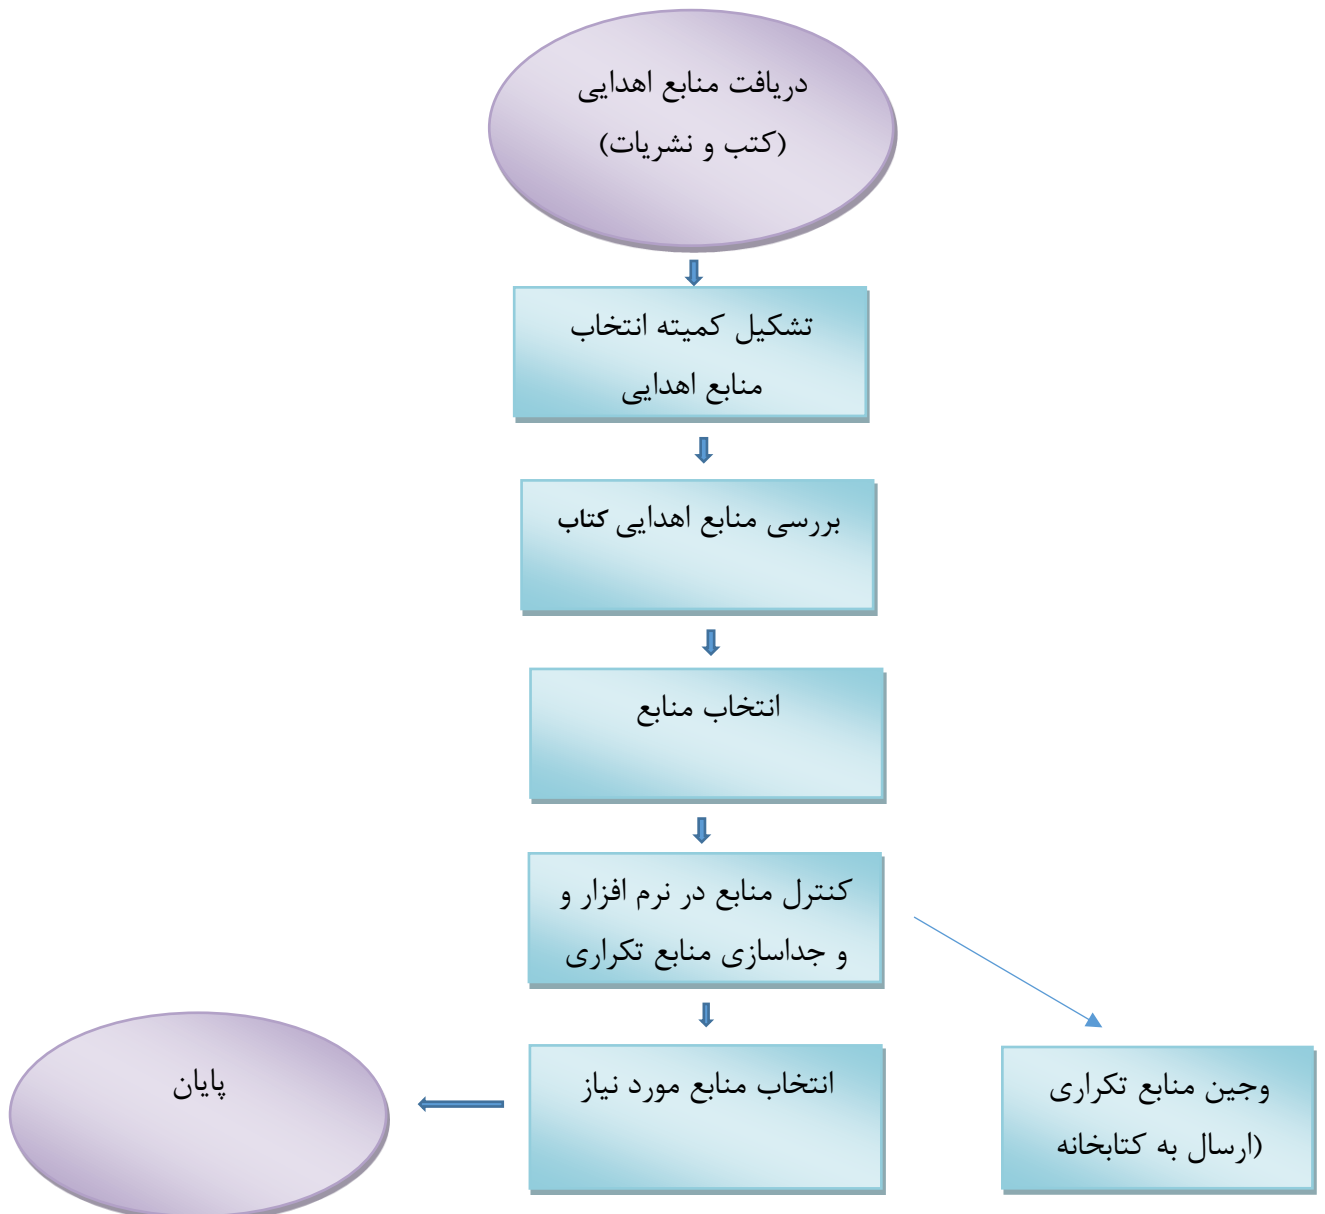 دریافت منابع اهدایی
(کتب و نشریات)
تشکیل کمیته انتخاب
منابع اهدایی
بررسی منابع اهدایی کتاب
انتخاب منابع
کنترل منابع در نرم افزار و
و جداسازی منابع تکراری
انتخاب منابع مورد نیاز
وجین منابع تکراری
(ارسال به کتابخانه
پایان